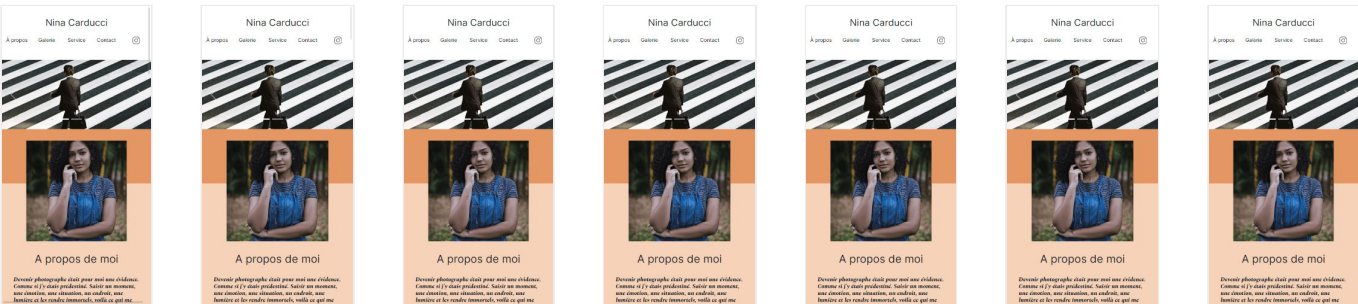 Nina Carducci
À propos Galerie Service Contact
A propos de moi
Devenir photographe était pour moi une évidence.
Comme si j'y étais prédestiné. Saisir un moment,
une émotion, une situation, un endroit, une
lumière et les rendre immortels, voilà ce qui me
Nina Carducci
À propos Galerie Service Contact
A propos de moi
Devenir photographe était pour moi une évidence.
Comme si j'y étais prédestiné. Saisir un moment,
une émotion, une situation, un endroit, une
lumière et les rendre immortels, voilà ce qui me
Nina Carducci
À propos Galerie Service Contact
A propos de moi
Devenir photographe était pour moi une évidence.
Comme si j'y étais prédestiné. Saisir un moment,
une émotion, une situation, un endroit, une
lumière et les rendre immortels, voilà ce qui me
Nina Carducci
À propos Galerie Service Contact
A propos de moi
Devenir photographe était pour moi une évidence.
Comme si j'y étais prédestiné. Saisir un moment,
une émotion, une situation, un endroit, une
lumière et les rendre immortels, voilà ce qui me
Nina Carducci
À propos Galerie Service Contact
A propos de moi
Devenir photographe était pour moi une évidence.
Comme si j'y étais prédestiné. Saisir un moment,
une émotion, une situation, un endroit, une
lumière et les rendre immortels, voilà ce qui me
Nina Carducci
À propos Galerie Service Contact
A propos de moi
Devenir photographe était pour moi une évidence.
Comme si j'y étais prédestiné. Saisir un moment,
une émotion, une situation, un endroit, une
lumière et les rendre immortels, voilà ce qui me
Nina Carducci
À propos Galerie Service Contact
A propos de moi
Devenir photographe était pour moi une évidence.
Comme si j'y étais prédestiné. Saisir un moment,
une émotion, une situation, un endroit, une
lumière et les rendre immortels, voilà ce qui me